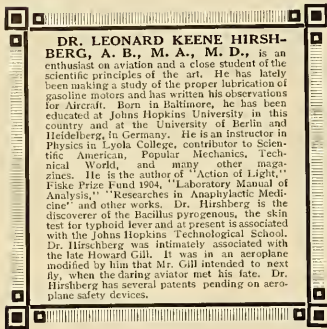 DR. LEONARD KEENE HIRSH-
BERG, A. B., M. A., M. D., is an
enthusiast on aviation and a close student of the
scientific principles of the art. He has lately
been making a study of the proper lubrication of
gasoline motors and has written his observations
for Aircraft. Born in Baltimore, he has been
educated at Johns Hopkins University in this
country and at the University of Berlin and
Heidelberg, in Germany. He is an instructor in
Physics in Lyola College, contributor to Scien-
tific American, Popular Mechanics, Tech-
nical World, and many other maga-
zines. He is the author of "Action of Light,"
Fiske Prize Fund 1904, "Laboratory Manual of
Analysis," "Researches in Anaphylactic Medi-
cine" and other works. Dr. Hirshberg is the
discoverer of the Bacillus pyrogenous, the skin
test for typhoid fever and at present is associated
with the Johns Hopkins Technological School.
Dr. Hirschberg was intimately associated with
the late Howard Gill. It was in an aeroplane
modified by him that Mr. Gill intended to next
fly, when the daring aviator met his fate. Dr.
Hirshberg has several patents pending on aero-
plane safety devices.